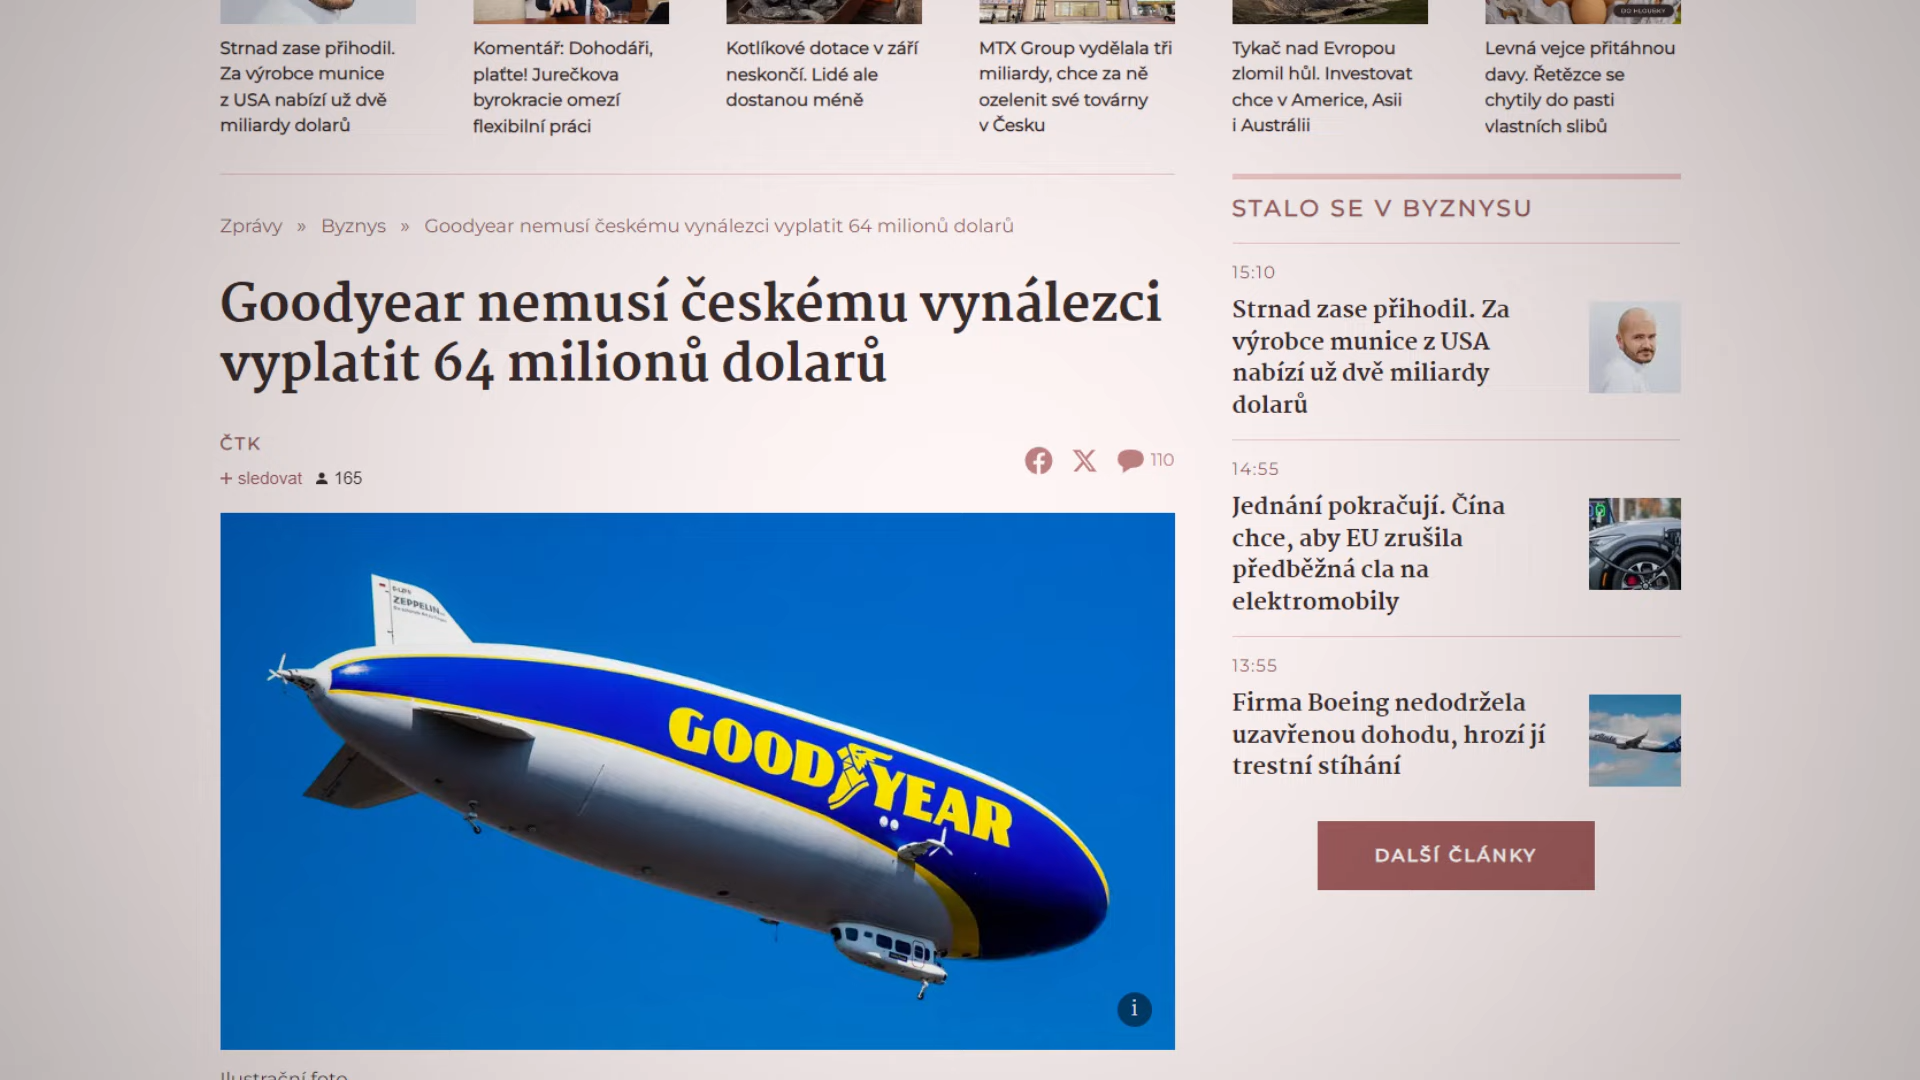 Strnad zase přihodil.
Za výrobce munice
z USA nabízí už dvě
miliardy dolarů
Komentář: Dohodáři,
plaťte! Jurečkova
byrokracie omezí
flexibilní práci
Kotlíkové dotace v září
neskončí. Lidé ale
dostanou méně
MTX Group vydělala tři
miliardy, chce za ně
ozelenit své továrny
v Česku
Tykač nad Evropou
zlomil hůl. Investovat
chce v Americe, Asii
i Austrálii
DO HLOUBKY
Levná vejce přitáhnou
davy. Řetězce se
chytily do pasti
vlastních slibů
Zprávy » Byznys » Goodyear nemusí českému vynálezci vyplatit 64 milionů dolarů
Goodyear nemusí českému vynálezci
vyplatit 64 milionů dolarů
ČTK
+ sledovat 165
110
ZEPPELIN
GOOD YEAR
i
Ilustrační foto
STALO SE V BYZNYSU
15:10
Strnad zase přihodil. Za
výrobce munice z USA
nabízí už dvě miliardy
dolarů
14:55
Jednání pokračují. Čína
chce, aby EU zrušila
předběžná cla na
elektromobily
13:55
Firma Boeing nedodržela
uzavřenou dohodu, hrozí jí
trestní stíhání
DALŠÍ ČLÁNKY